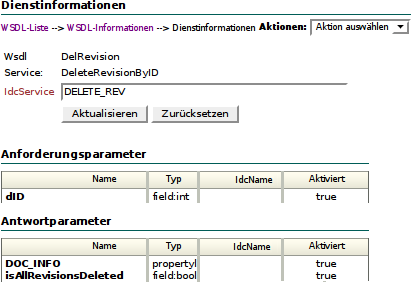 Dienstinformationen
WSDL-Liste --> WSDL-Informationen --> Dienstinformationen Aktionen: Aktion auswählen
Wsdl DelRevision
Service: DeleteRevisionByID
IdcService DELETE_REV
Aktualisieren Zurücksetzen
Anforderungsparameter
Name Typ IdcName Aktiviert
dID field:int true
Antwortparameter
Name Typ IdcName Aktiviert
DOC_INFO propertyl true
isAllRevisionsDeleted field:bool true